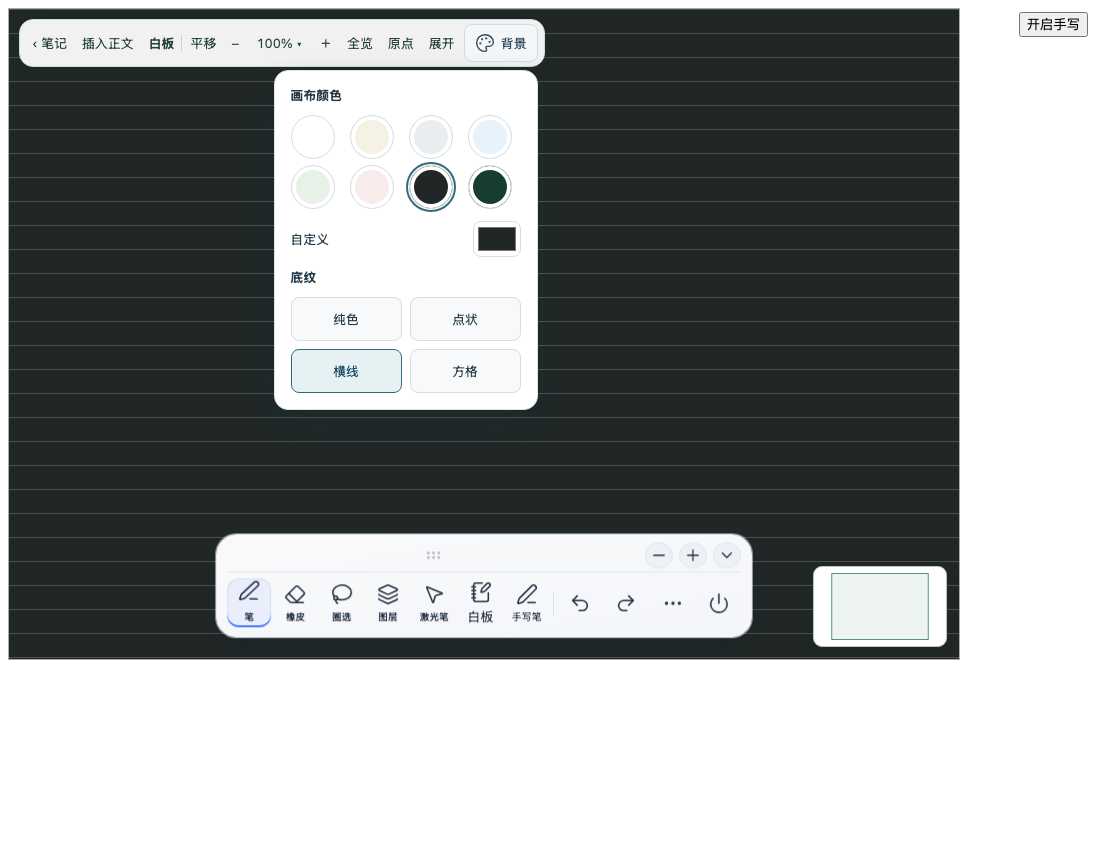 ‹ 笔记 插入正文 白板 平移 − 100% ▾ + 全览 原点 展开 背景
开启手写
画布颜色
自定义
底纹
纯色 点状
横线 方格
笔 橡皮 圈选 图层 激光笔 白板 手写笔